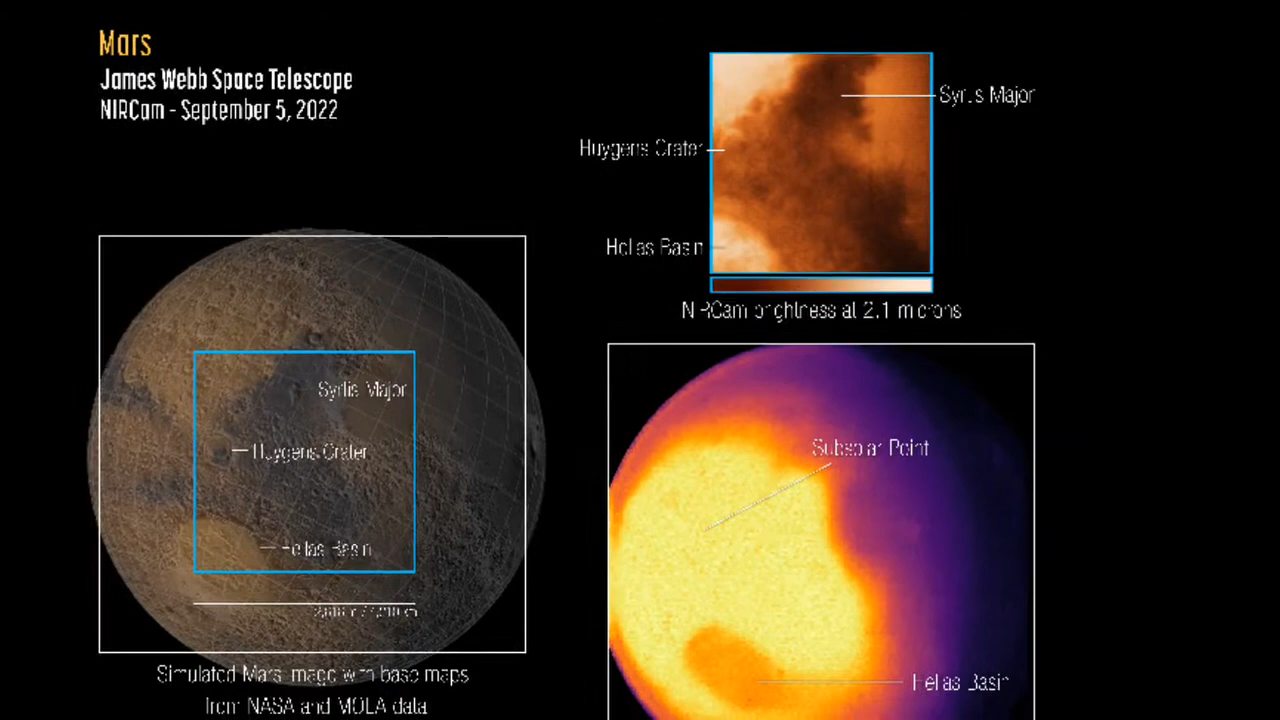 Mars
James Webb Space Telescope
NIRCam - September 5, 2022
Syrtis Major
Huygens Crater
Hellas Basin
NIRCam brightness at 2.1 microns
Syrtis Major
Huygens Crater
Hellas Basin
Simulated Mars image with base maps
from NASA and MOLA data
Subsolar Point
Hellas Basin